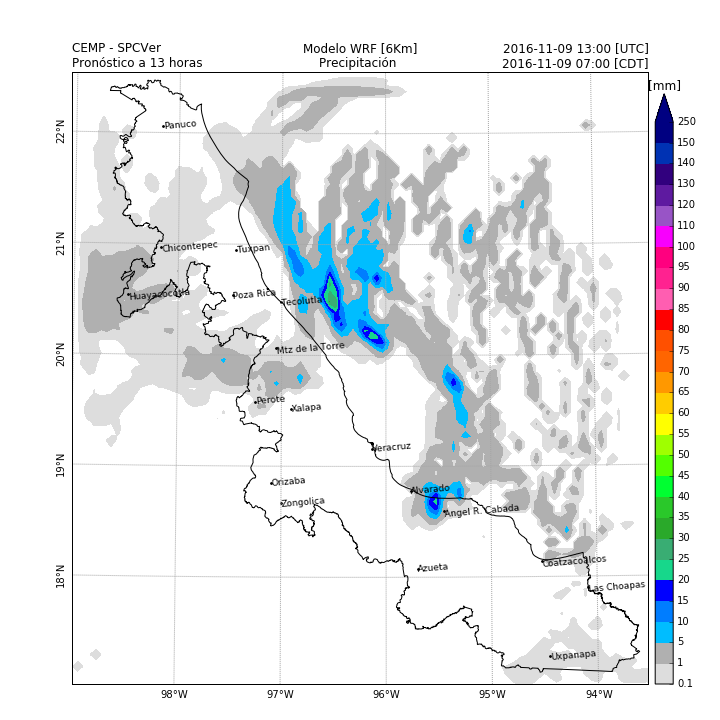 CEMP - SPCVer Modelo WRF [6Km] 2016-11-09 13:00 [UTC]
Pronóstico a 13 horas Precipitación 2016-11-09 07:00 [CDT]
[mm]
250
150
140
130
120
110
100
95
90
85
80
75
70
65
60
55
50
45
40
35
30
25
20
15
10
5
1
0.1
22°N
21°N
20°N
19°N
18°N
98°W 97°W 96°W 95°W 94°W
Panuco
Chicontepec
Tuxpan
Huayacocotla
Poza Rica
Tecolutla
Mtz de la Torre
Perote
Xalapa
Veracruz
Orizaba
Zongolica
Alvarado
Angel R. Cabada
Azueta
Coatzacoalcos
Las Choapas
Uxpanapa